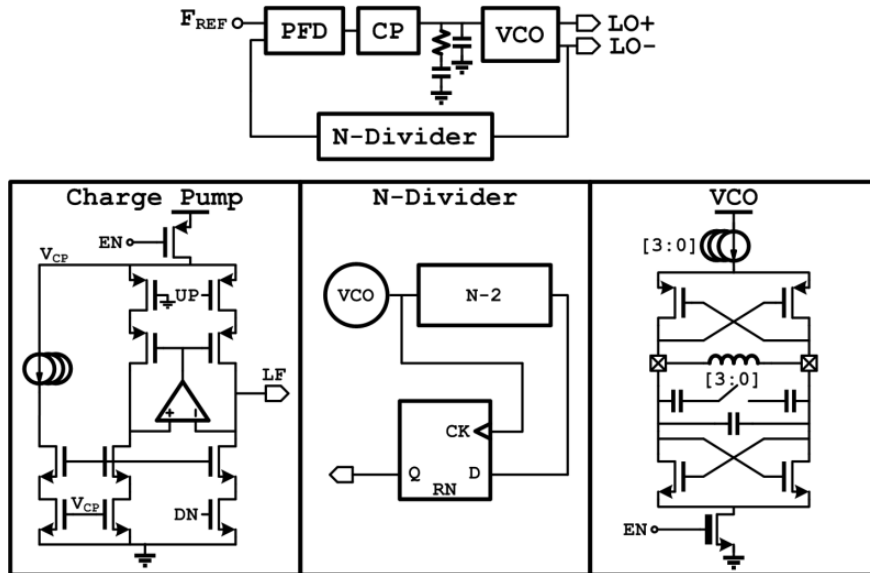 F_REF PFD CP VCO LO+
LO-
N-Divider
Charge Pump N-Divider VCO
EN
V_CP
[3:0]
UP
VCO N-2
LF
[3:0]
CK
Q D
RN
V_CP
DN
EN
+ -